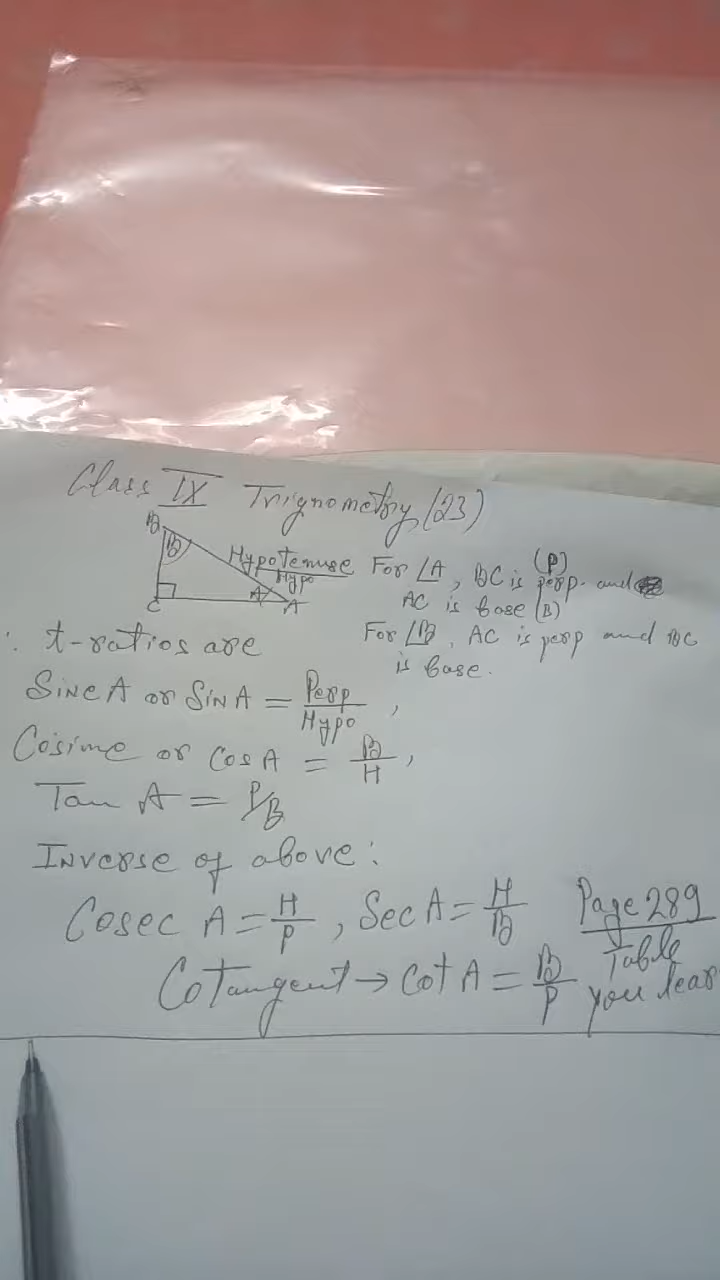 Class IX Trignometry (23)
B
B
Hypotenuse
Hypo
A
C
A
For ∠A, BC is perp. and
(P)
AC is base (B)
For ∠B, AC is perp and BC
is base.
∴ t-ratios are
Sine A or Sin A = Perp/Hypo,
Cosine or Cos A = B/H,
Tan A = P/B
Inverse of above:
Cosec A = H/P, Sec A = H/B
Page 289
Table
you lear
Cotangent → Cot A = B/P